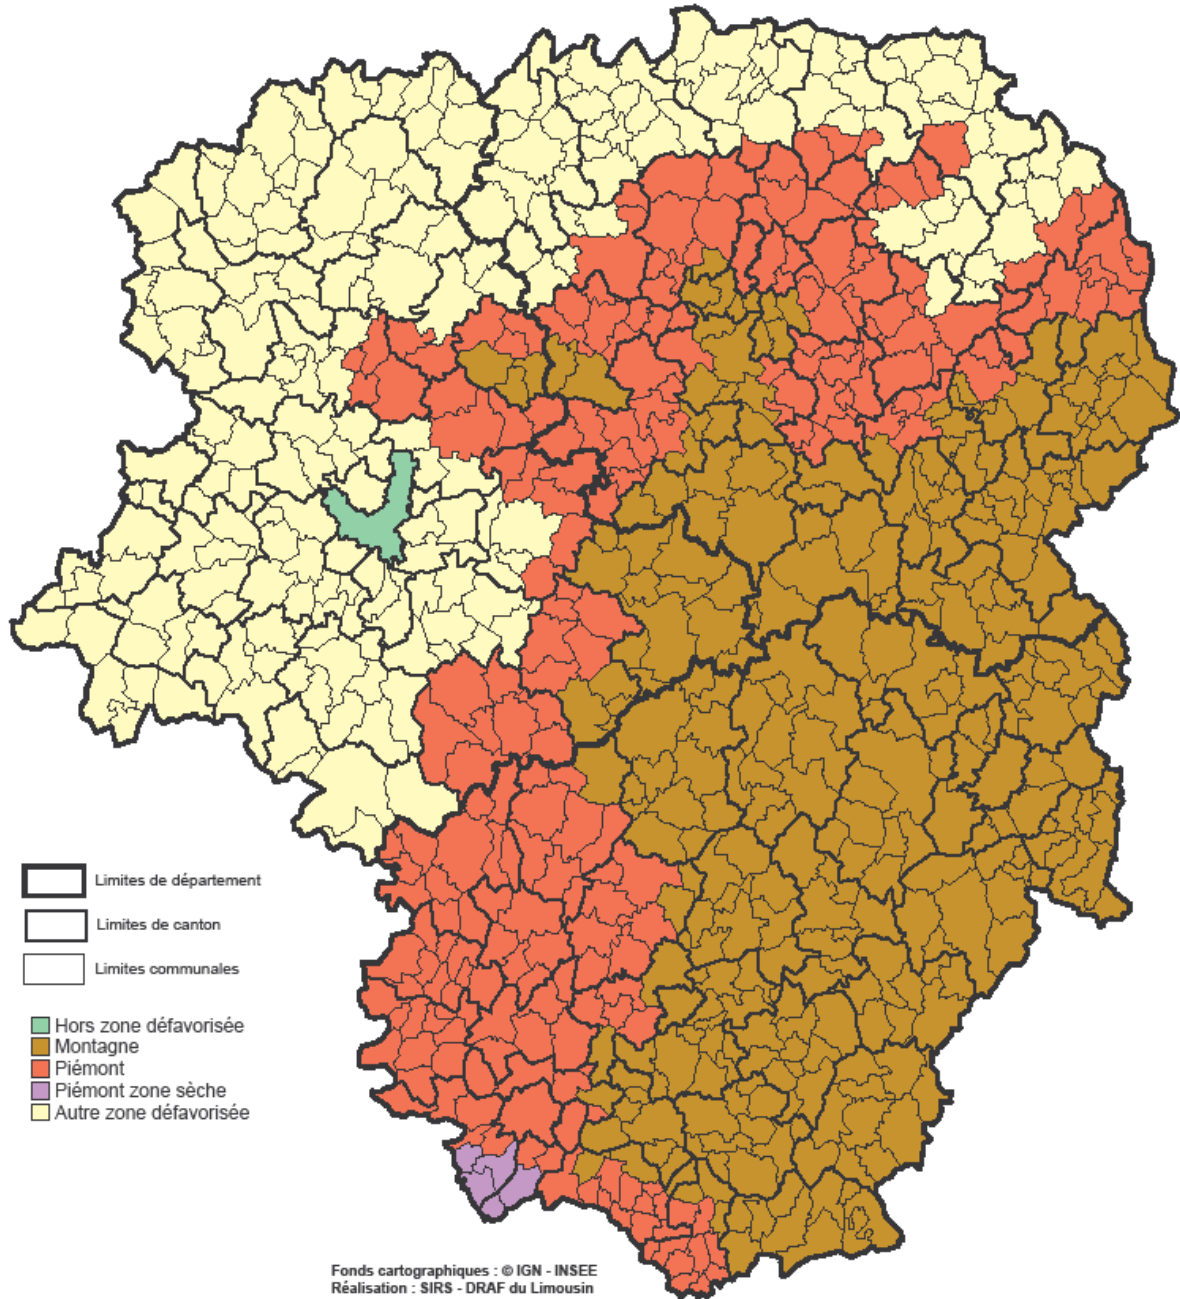 Limites de département
Limites de canton
Limites communales
Hors zone défavorisée
Montagne
Piémont
Piémont zone sèche
Autre zone défavorisée
Fonds cartographiques : © IGN - INSEE
Réalisation : SIRS - DRAF du Limousin